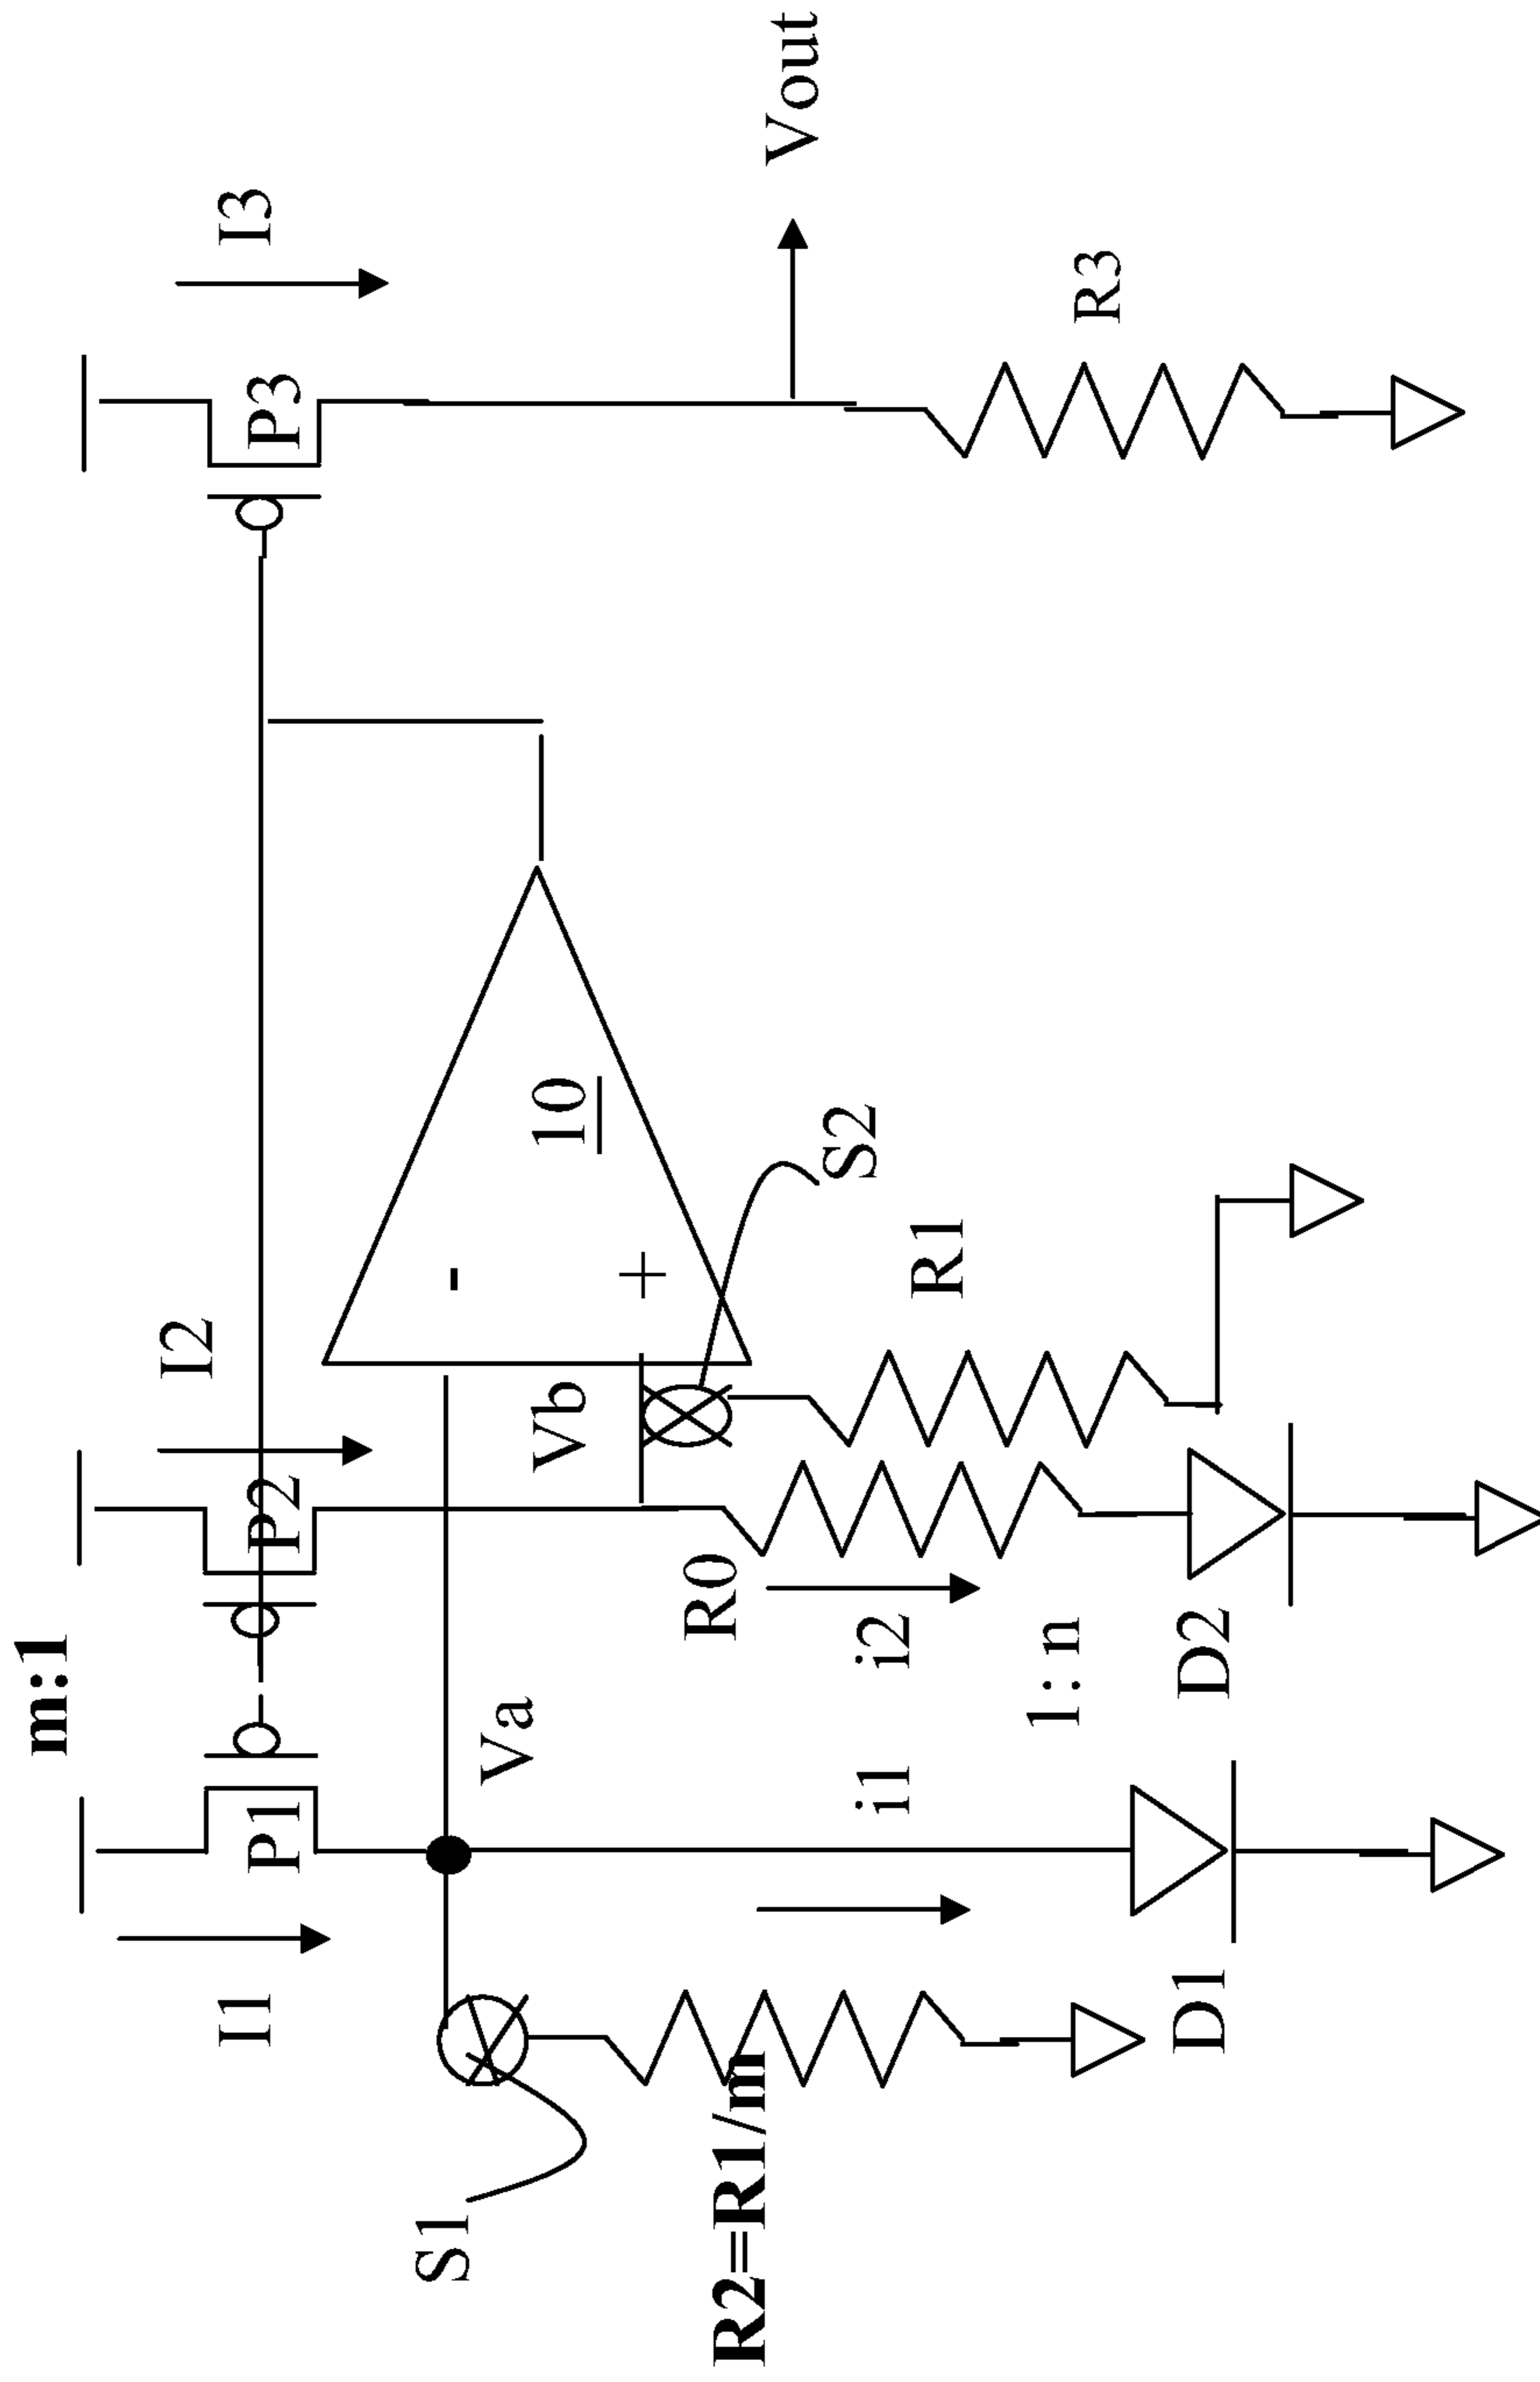 m:1
I1
P1
P2
I2
P3
I3
S1
Va
Vb
-
+
10
S2
Vout
R2=R1/m
i1
R0
i2
1: n
R1
R3
D1
D2